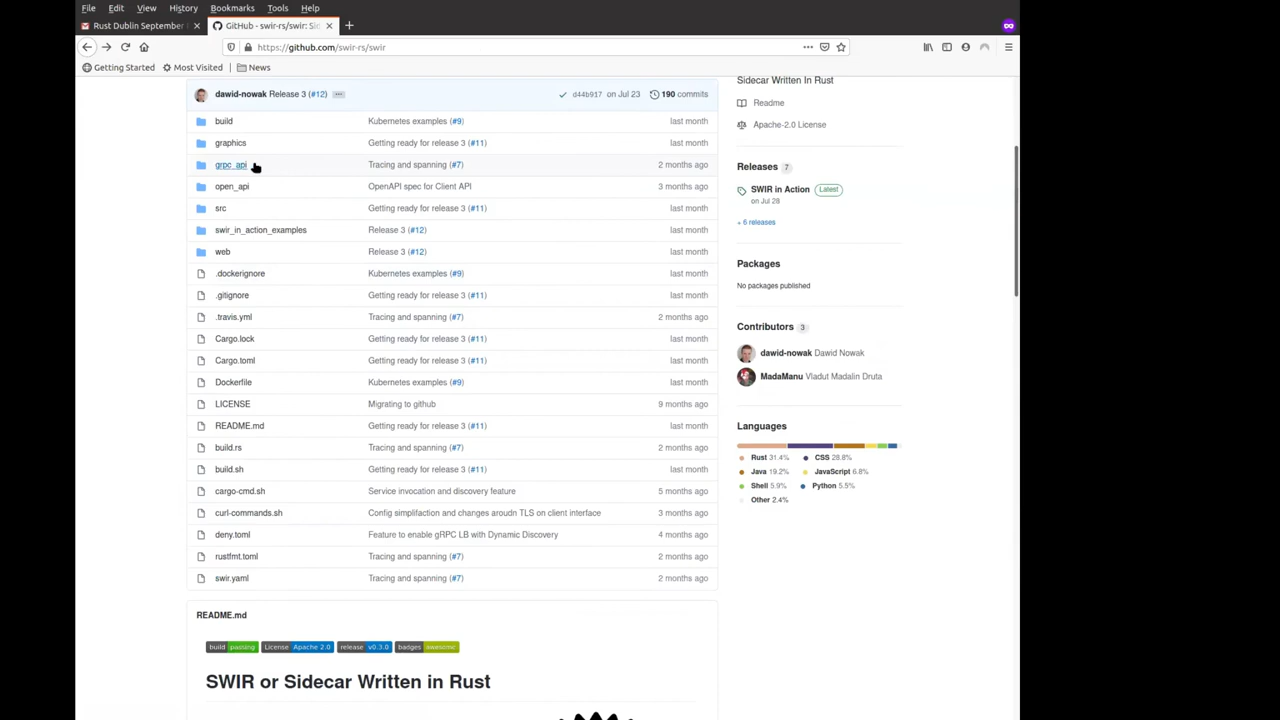 File Edit View History Bookmarks Tools Help
Rust Dublin September
GitHub - swir-rs/swir: Sid
https://github.com/swir-rs/swir
Getting Started Most Visited News
dawid-nowak Release 3 (#12) d44b917 on Jul 23 190 commits
build Kubernetes examples (#9) last month
graphics Getting ready for release 3 (#11) last month
grpc_api Tracing and spanning (#7) 2 months ago
open_api OpenAPI spec for Client API 3 months ago
src Getting ready for release 3 (#11) last month
swir_in_action_examples Release 3 (#12) last month
web Release 3 (#12) last month
.dockerignore Kubernetes examples (#9) last month
.gitignore Getting ready for release 3 (#11) last month
.travis.yml Tracing and spanning (#7) 2 months ago
Cargo.lock Getting ready for release 3 (#11) last month
Cargo.toml Getting ready for release 3 (#11) last month
Dockerfile Kubernetes examples (#9) last month
LICENSE Migrating to github 9 months ago
README.md Getting ready for release 3 (#11) last month
build.rs Tracing and spanning (#7) 2 months ago
build.sh Getting ready for release 3 (#11) last month
cargo-cmd.sh Service invocation and discovery feature 5 months ago
curl-commands.sh Config simplifaction and changes aroudn TLS on client interface 3 months ago
deny.toml Feature to enable gRPC LB with Dynamic Discovery 4 months ago
rustfmt.toml Tracing and spanning (#7) 2 months ago
swir.yaml Tracing and spanning (#7) 2 months ago
README.md
build passing License Apache 2.0 release v0.3.0 badges awesome
SWIR or Sidecar Written in Rust
Sidecar Written In Rust
Readme
Apache-2.0 License
Releases 7
SWIR in Action Latest
on Jul 28
+ 6 releases
Packages
No packages published
Contributors 3
dawid-nowak Dawid Nowak
MadaManu Vladut Madalin Druta
Languages
Rust 31.4% CSS 28.8%
Java 19.2% JavaScript 6.8%
Shell 5.9% Python 5.5%
Other 2.4%